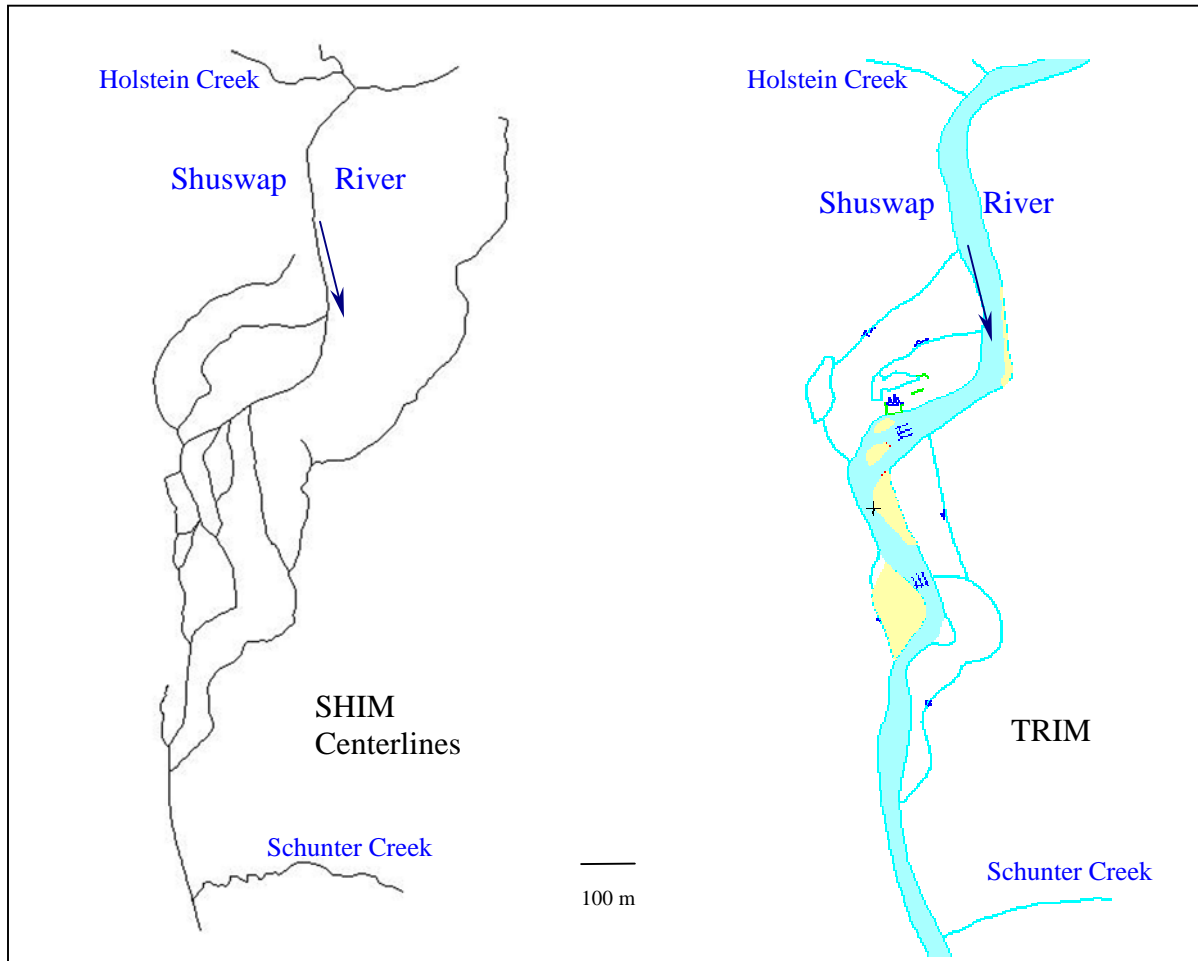 Holstein Creek
Shuswap River
SHIM
Centerlines
Schunter Creek
100 m
Holstein Creek
Shuswap River
TRIM
Schunter Creek